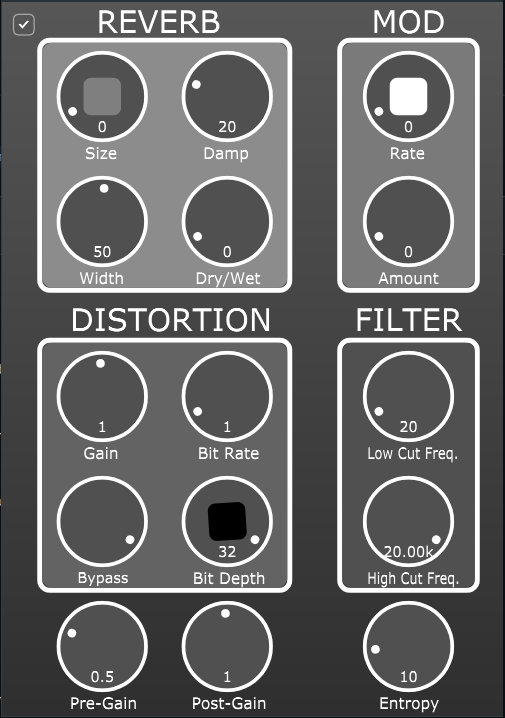 REVERB MOD
0 20 0
Size Damp Rate
50 0 0
Width Dry/Wet Amount
DISTORTION FILTER
1 1 20
Gain Bit Rate Low Cut Freq.
32 20.00k
Bypass Bit Depth High Cut Freq.
0.5 1 10
Pre-Gain Post-Gain Entropy